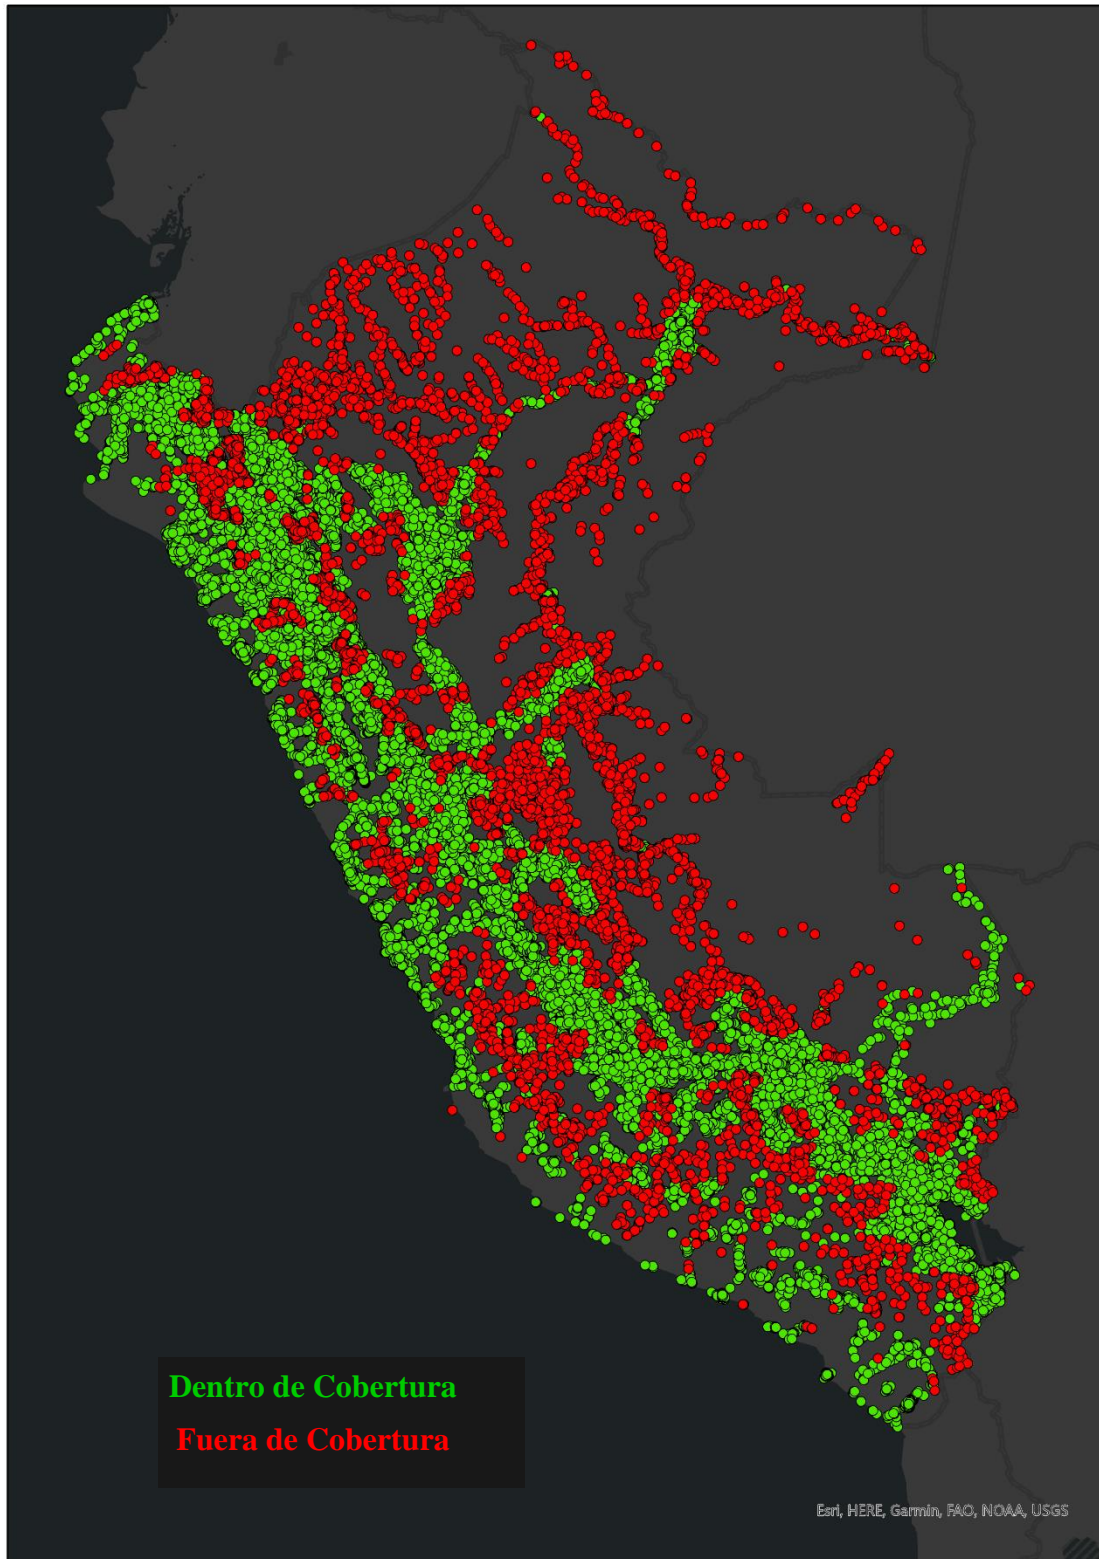 Dentro de Cobertura
Fuera de Cobertura
Esri, HERE, Garmin, FAO, NOAA, USGS